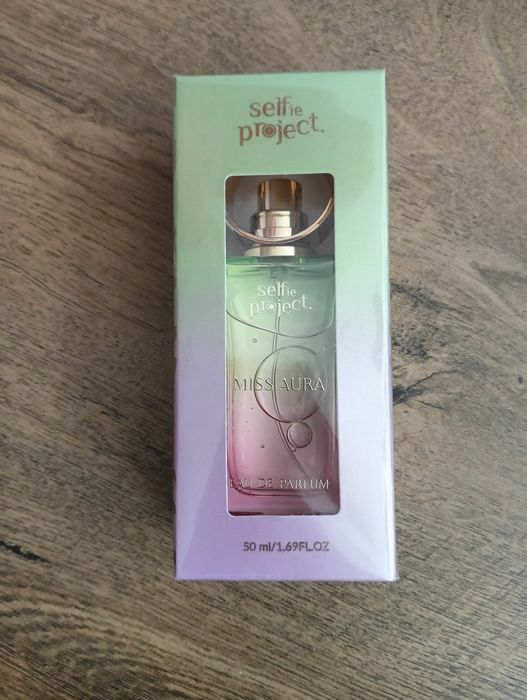 selfie
project.
selfie
project.
MISS AURA
EAU DE PARFUM
50 ml/1,69FL.OZ